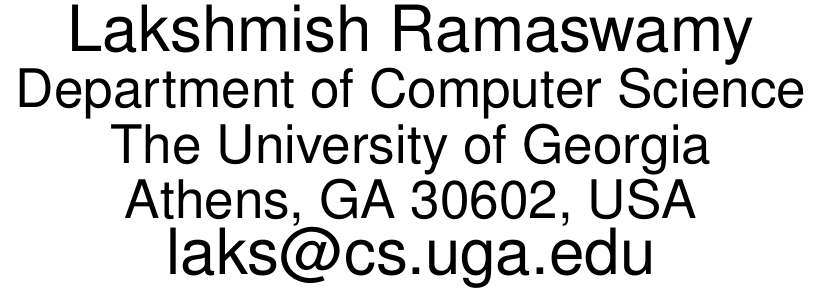 Lakshmish Ramaswamy
Department of Computer Science
The University of Georgia
Athens, GA 30602, USA
laks@cs.uga.edu